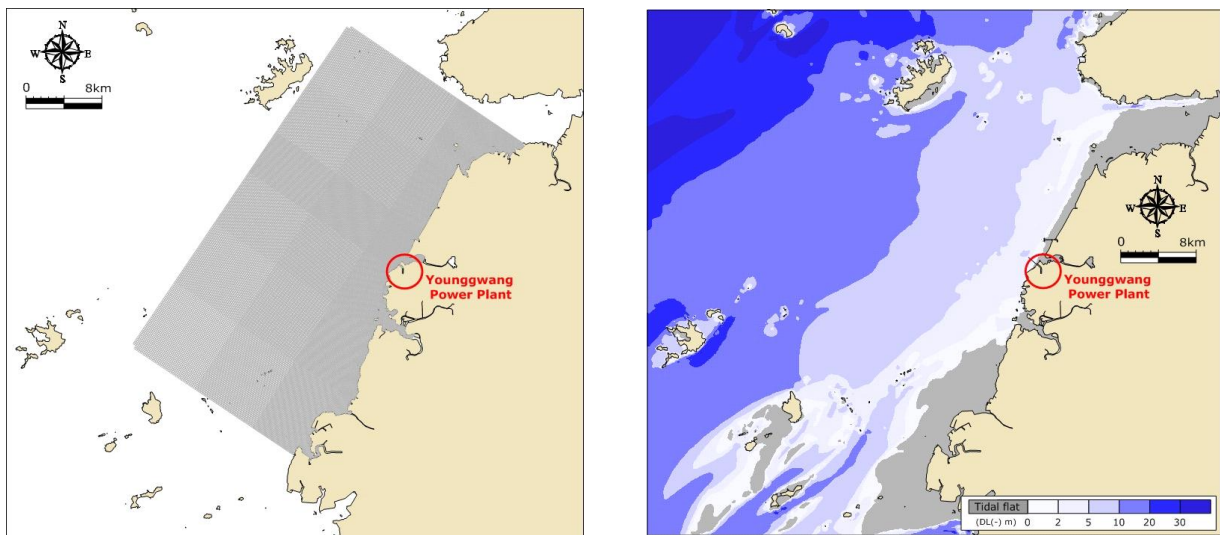 N
W E
S
0 8km
Younggwang
Power Plant
N
W E
S
0 8km
Younggwang
Power Plant
Tidal flat
(DL(-) m) 0 2 5 10 20 30